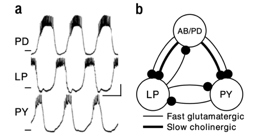 a
PD
LP
PY
b
AB/PD
LP
PY
Fast glutamatergic
Slow cholinergic